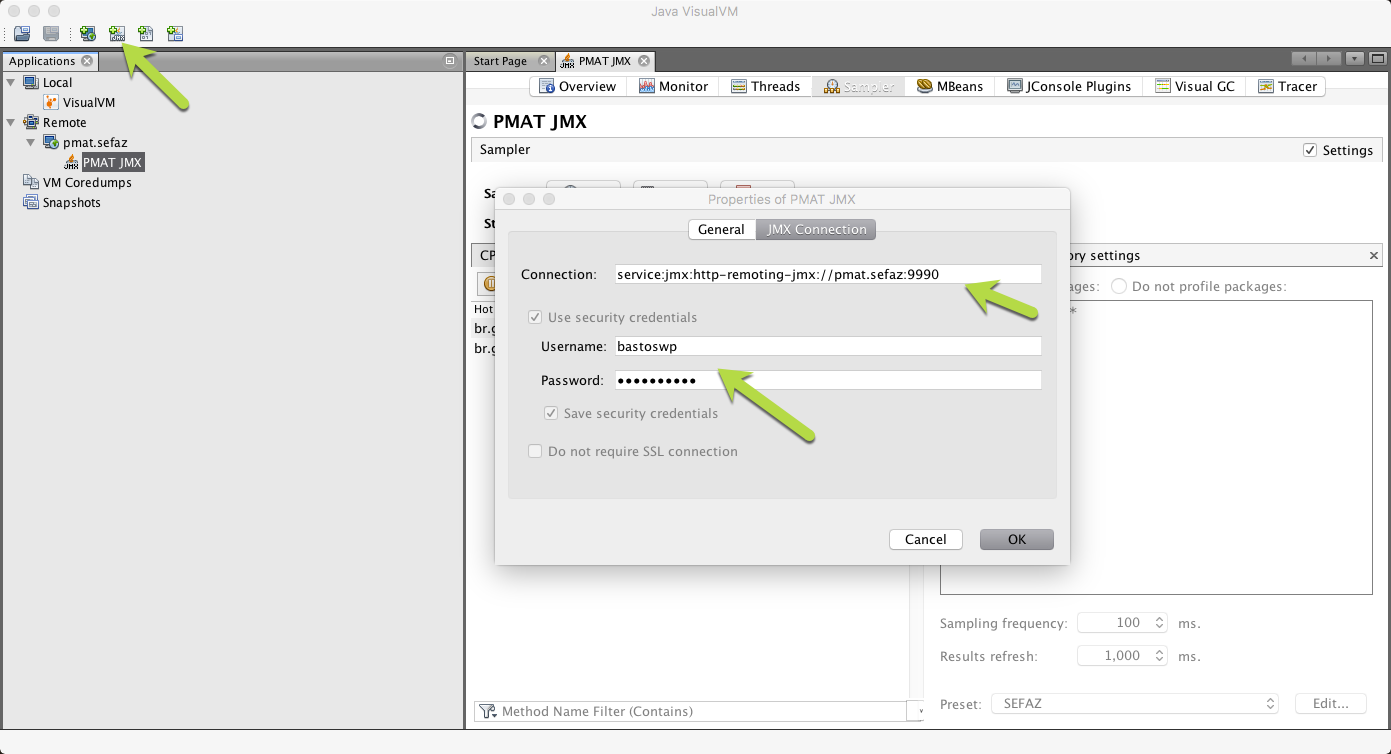 Java VisualVM
Applications
Start Page
PMAT JMX
Local
VisualVM
Remote
pmat.sefaz
JMX PMAT JMX
VM Coredumps
Snapshots
Overview
Monitor
Threads
Sampler
MBeans
JConsole Plugins
Visual GC
Tracer
PMAT JMX
Sampler
Settings
Sa
St
CP
ory settings
ages:
Do not profile packages:
*
Hot
br.g
br.g
Properties of PMAT JMX
General
JMX Connection
Connection: service:jmx:http-remoting-jmx://pmat.sefaz:9990
Use security credentials
Username: bastoswp
Password: ••••••••••
Save security credentials
Do not require SSL connection
Cancel
OK
Sampling frequency: 100 ms.
Results refresh: 1,000 ms.
Preset: SEFAZ Edit...
Method Name Filter (Contains)